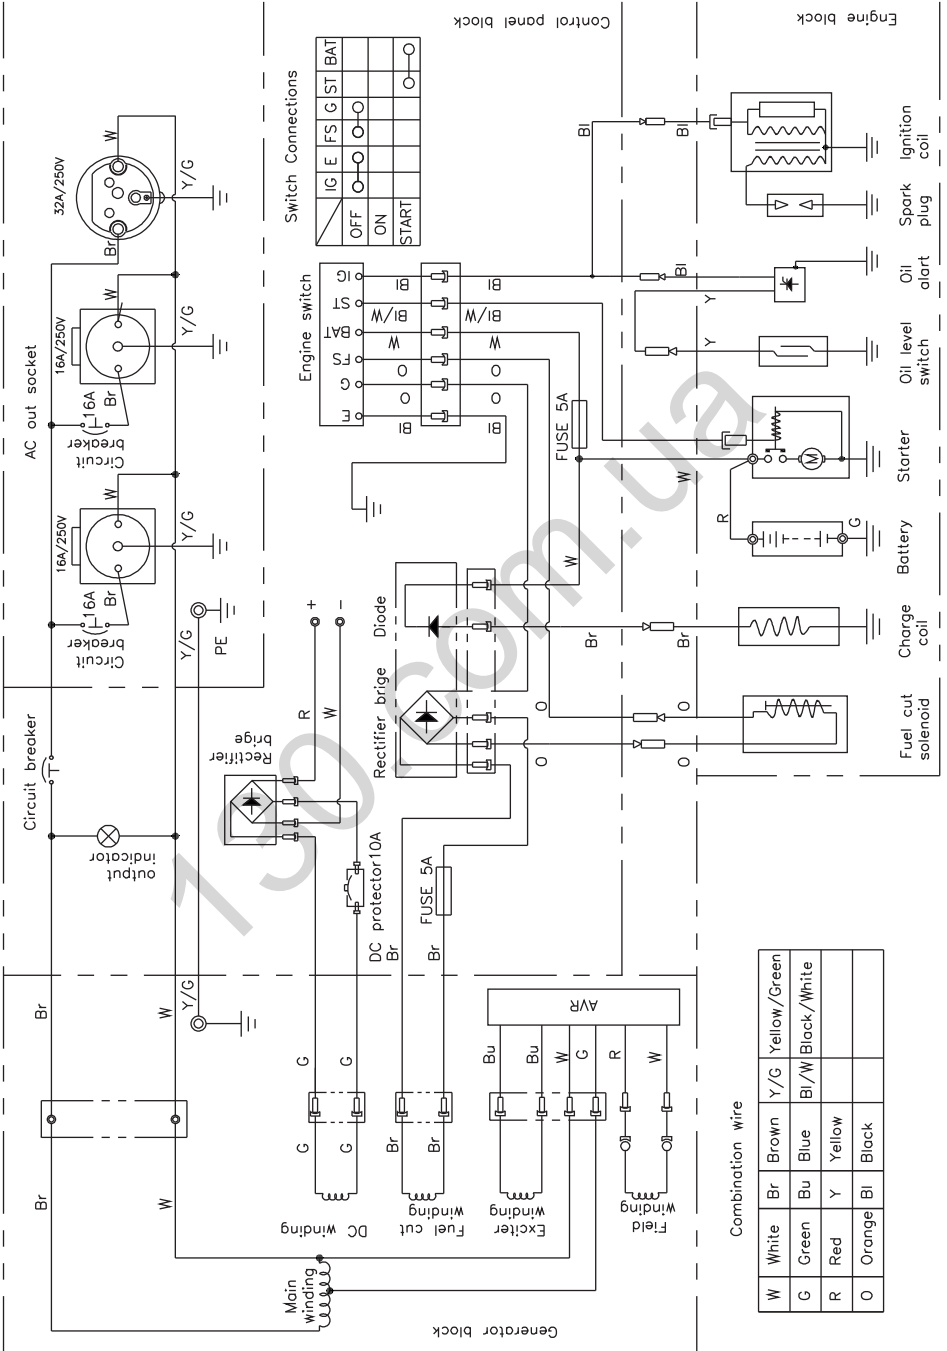 Control panel block
Engine block
Switch Connections
IG E FS G ST BAT
OFF
ON
START
32A/250V
W
Y/G
Br
AC out socket
16A/250V
W
Y/G
16A
Br
Circuit
breaker
16A/250V
W
Y/G
16A
Br
Circuit
breaker
Y/G
PE
Engine switch
IG
ST
BAT
FS
G
E
Bl
Bl/W
W
O
O
Bl
Bl
Bl/W
W
O
O
Bl
FUSE 5A
Bl
Bl
Ignition
coil
Spark
plug
Bl
Oil
alart
Y
Y
Oil level
switch
Starter
M
W
R
G
Battery
W
Diode
Br
Br
Charge
coil
Rectifier brige
O
O
O
O
Fuel cut
solenoid
+
−
R
W
Rectifier
brige
Circuit breaker
output
indicator
DC protector10A
FUSE 5A
Br
Br
Br
W
Y/G
G
G
AVR
Bu
Bu
W
G
R
W
G
G
Br
Br
Br
W
DC
winding
Fuel cut
winding
Exciter
winding
Field
winding
Main
winding
Generator block
Combination wire
W White Br Brown Y/G Yellow/Green
G Green Bu Blue Bl/W Black/White
R Red Y Yellow
O Orange Bl Black
130.com.ua